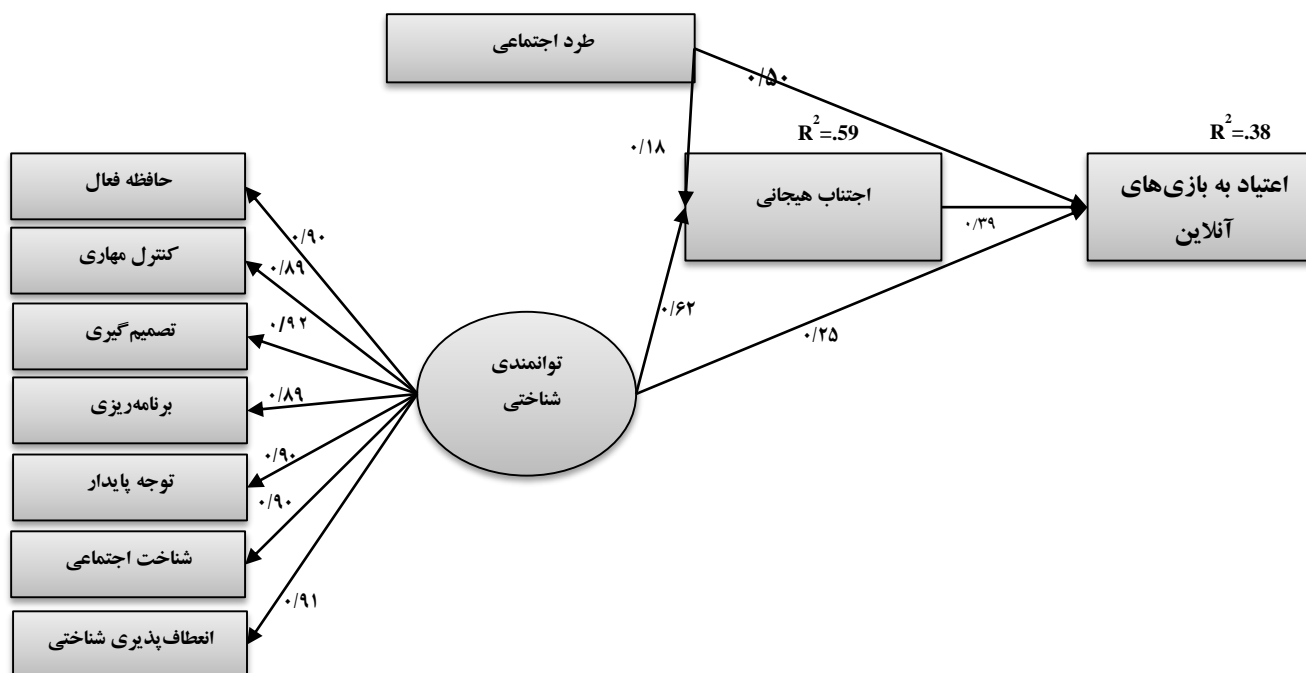 طرد اجتماعی
۰/۵۰
R²=.59
R²=.38
۰/۱۸
حافظه فعال
اجتناب هیجانی
اعتیاد به بازی‌های
آنلاین
۰/۳۹
۰/۹۰
کنترل مهاری
۰/۸۹
۰/۶۲
تصمیم‌گیری
۰/۹۲
۰/۲۵
توانمندی
شناختی
برنامه‌ریزی
۰/۸۹
توجه پایدار
۰/۹۰
۰/۹۰
شناخت اجتماعی
۰/۹۱
انعطاف‌پذیری شناختی